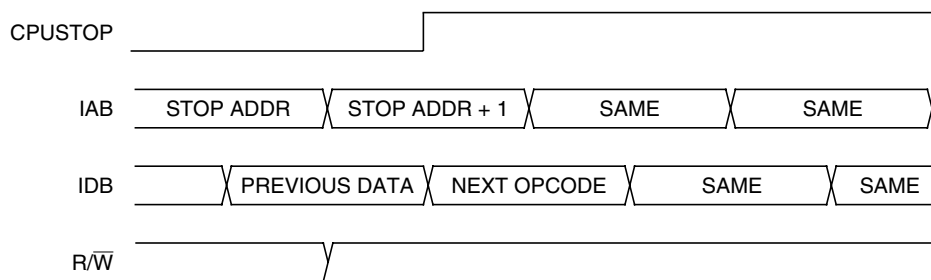 CPUSTOP
IAB STOP ADDR STOP ADDR + 1 SAME SAME
IDB PREVIOUS DATA NEXT OPCODE SAME SAME
R/W̅